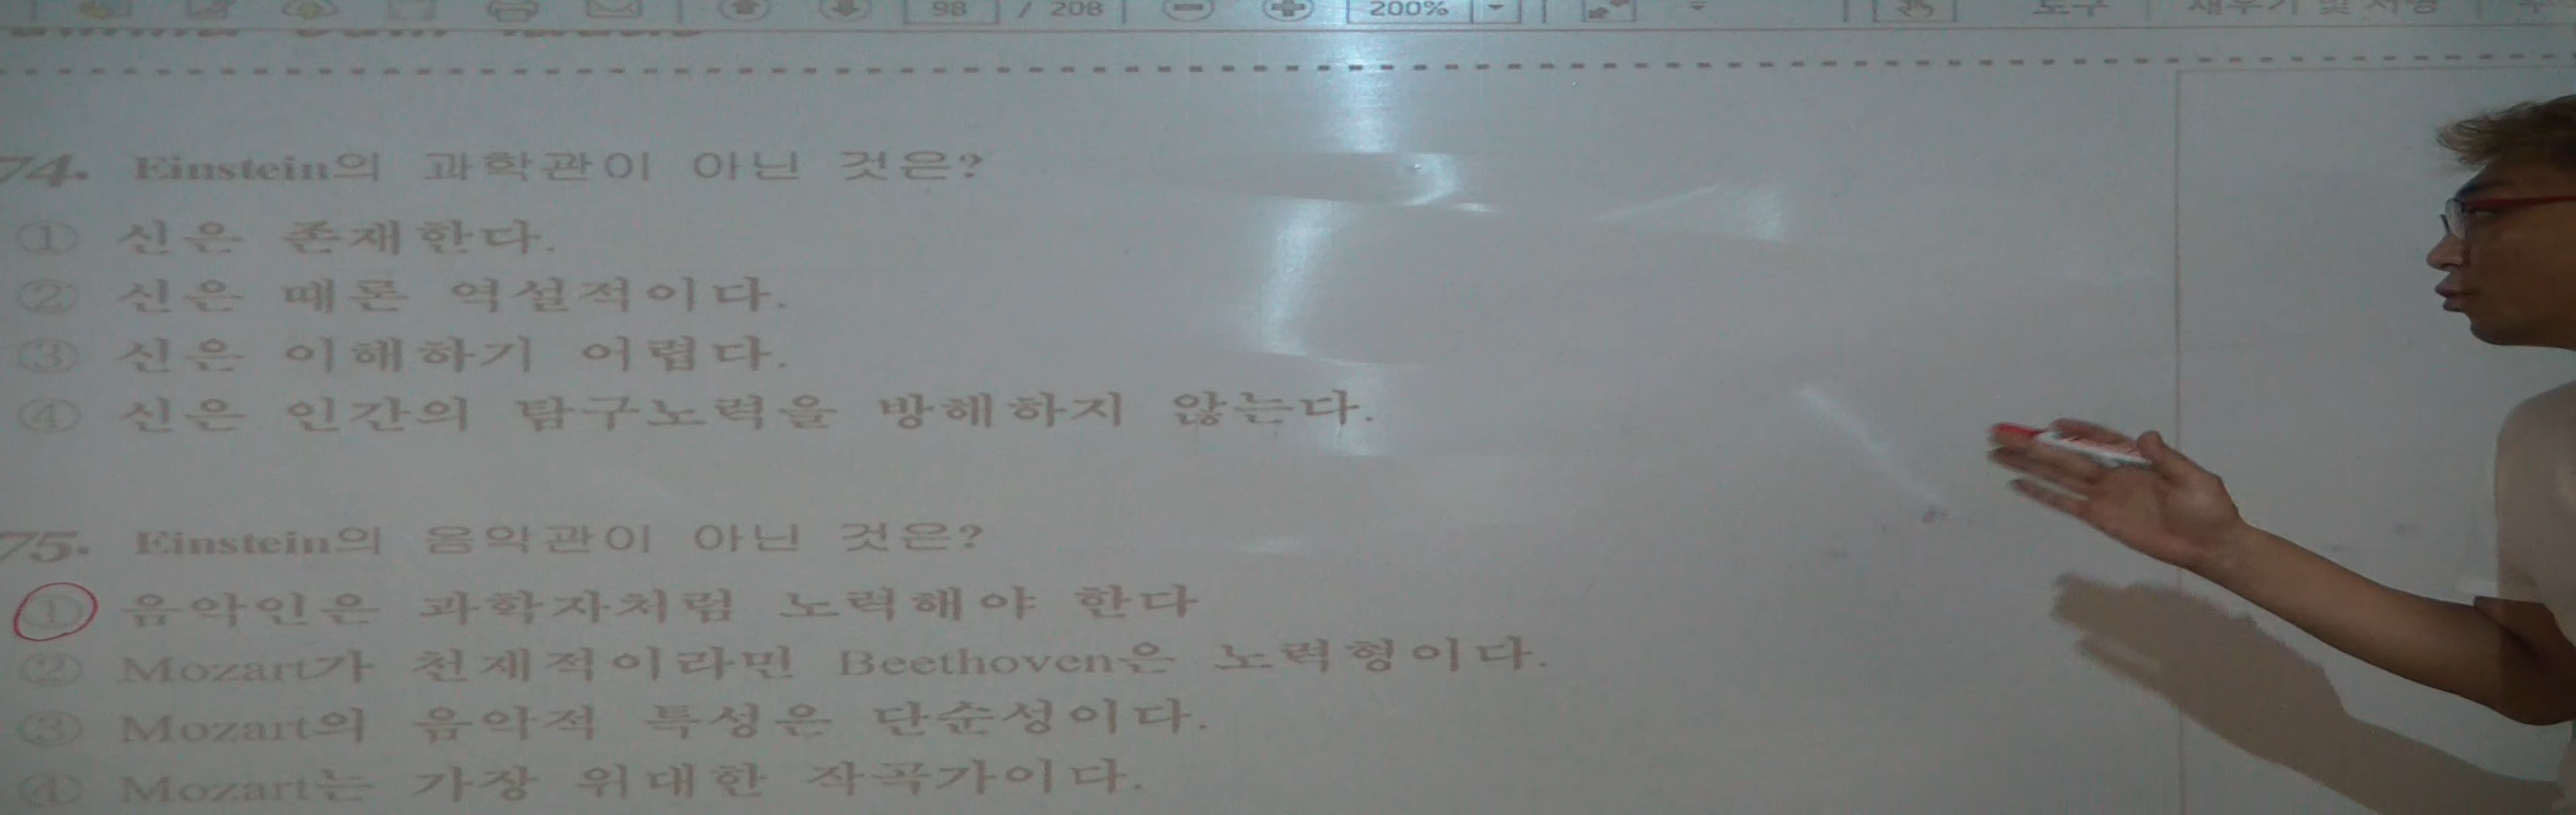 98 / 208 200% 도구
74. Einstein의 과학관이 아닌 것은?
① 신은 존재한다.
② 신은 때론 역설적이다.
③ 신은 이해하기 어렵다.
④ 신은 인간의 탐구노력을 방해하지 않는다.
75. Einstein의 음악관이 아닌 것은?
① 음악인은 과학자처럼 노력해야 한다
② Mozart가 천재적이라면 Beethoven은 노력형이다.
③ Mozart의 음악적 특성은 단순성이다.
④ Mozart는 가장 위대한 작곡가이다.